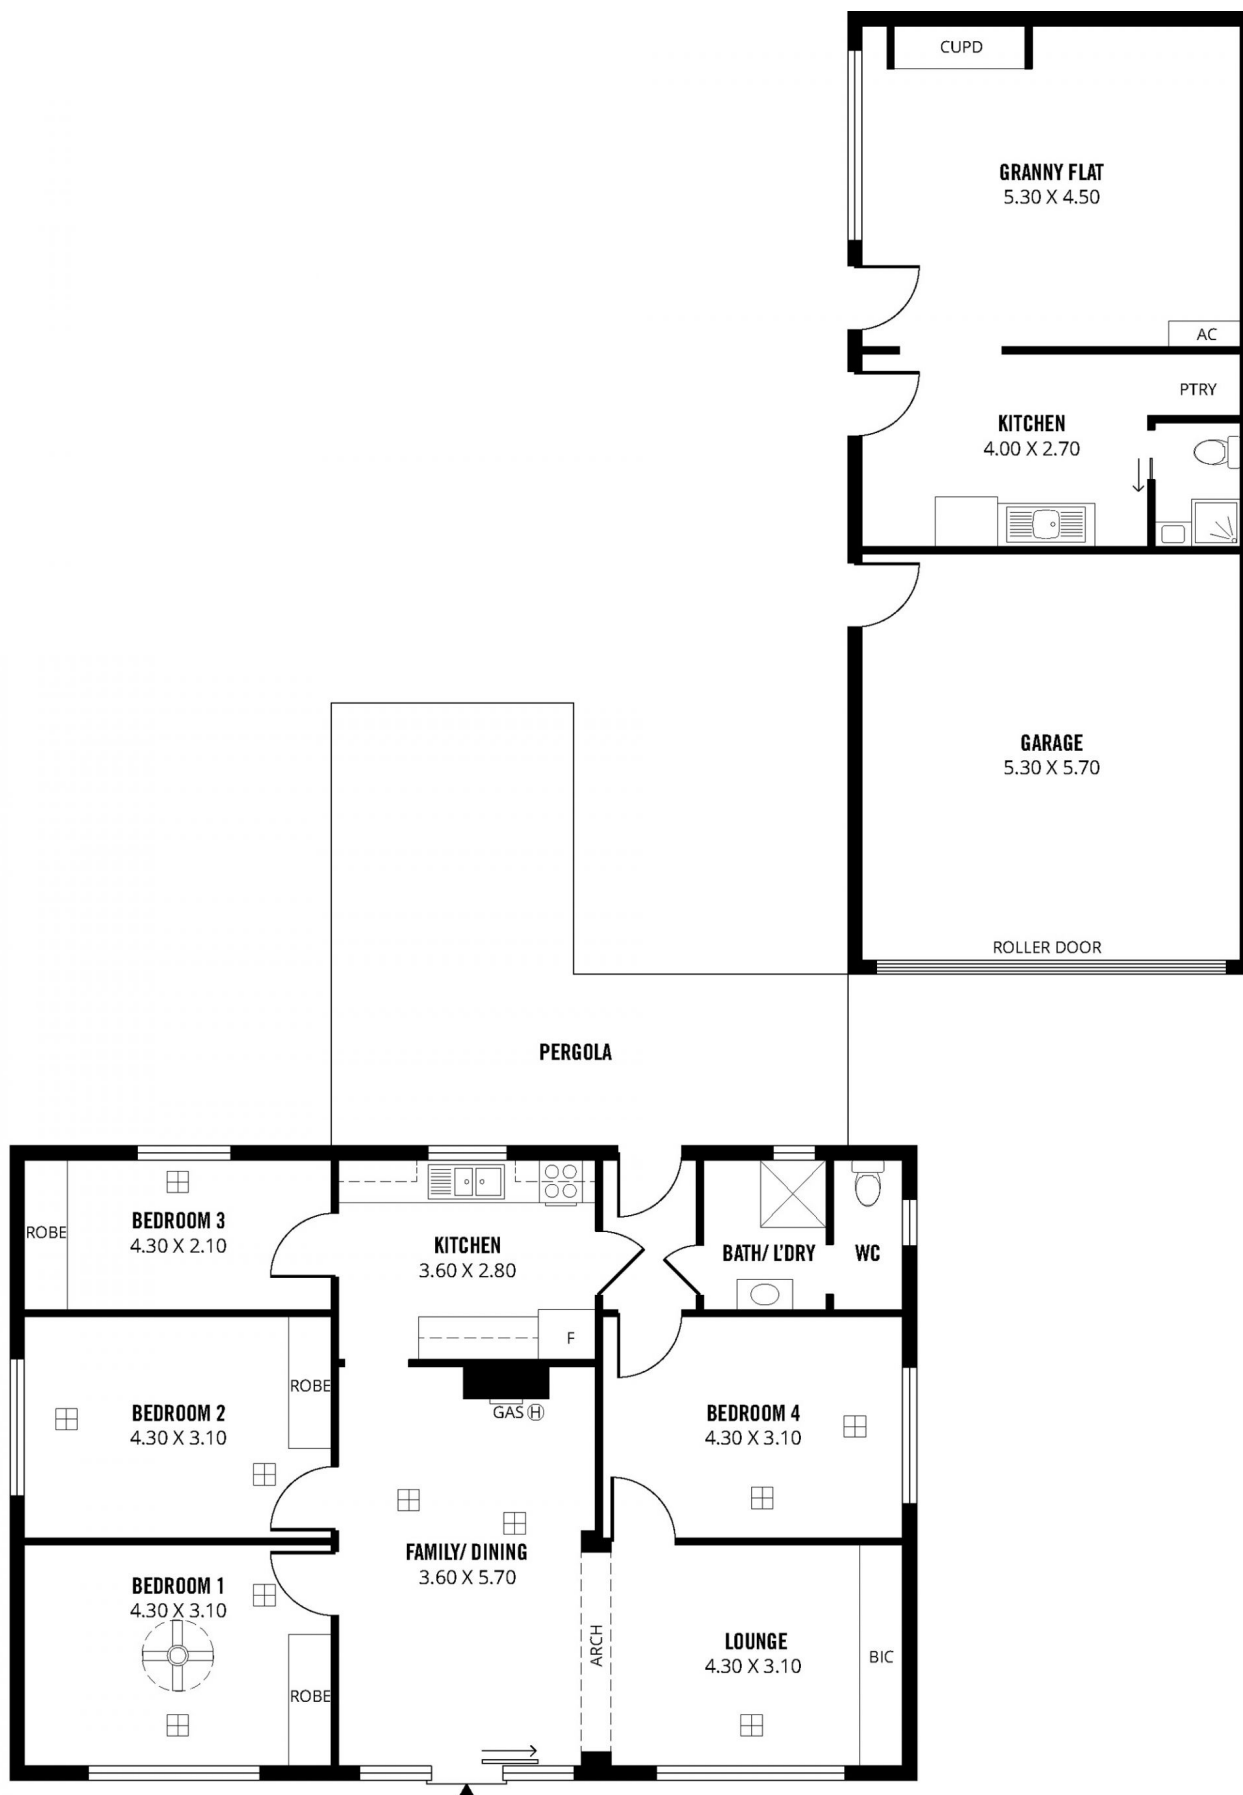 CUPD
GRANNY FLAT
5.30 X 4.50
AC
PTRY
KITCHEN
4.00 X 2.70
GARAGE
5.30 X 5.70
ROLLER DOOR
PERGOLA
BEDROOM 3
4.30 X 2.10
ROBE
KITCHEN
3.60 X 2.80
BATH/ L'DRY
WC
F
ROBE
BEDROOM 2
4.30 X 3.10
GAS H
BEDROOM 4
4.30 X 3.10
FAMILY/ DINING
3.60 X 5.70
BEDROOM 1
4.30 X 3.10
ARCH
LOUNGE
4.30 X 3.10
BIC
ROBE